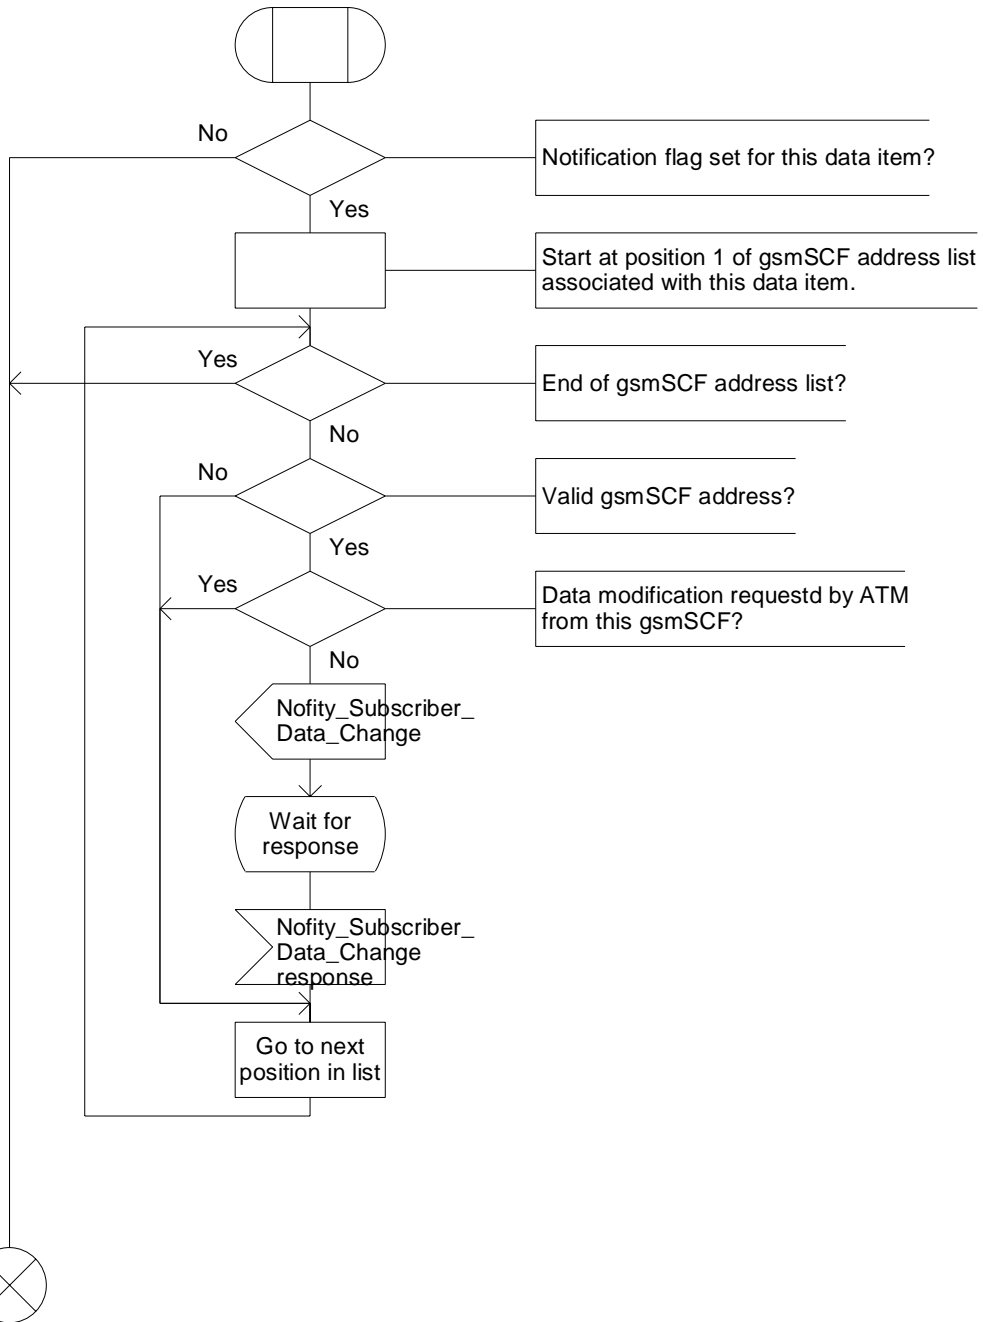 No
Notification flag set for this data item?
Yes
Start at position 1 of gsmSCF address list
associated with this data item.
Yes
End of gsmSCF address list?
No
No
Valid gsmSCF address?
Yes
Yes
Data modification requestd by ATM
from this gsmSCF?
No
Nofity_Subscriber_
Data_Change
Wait for
response
Nofity_Subscriber_
Data_Change
response
Go to next
position in list